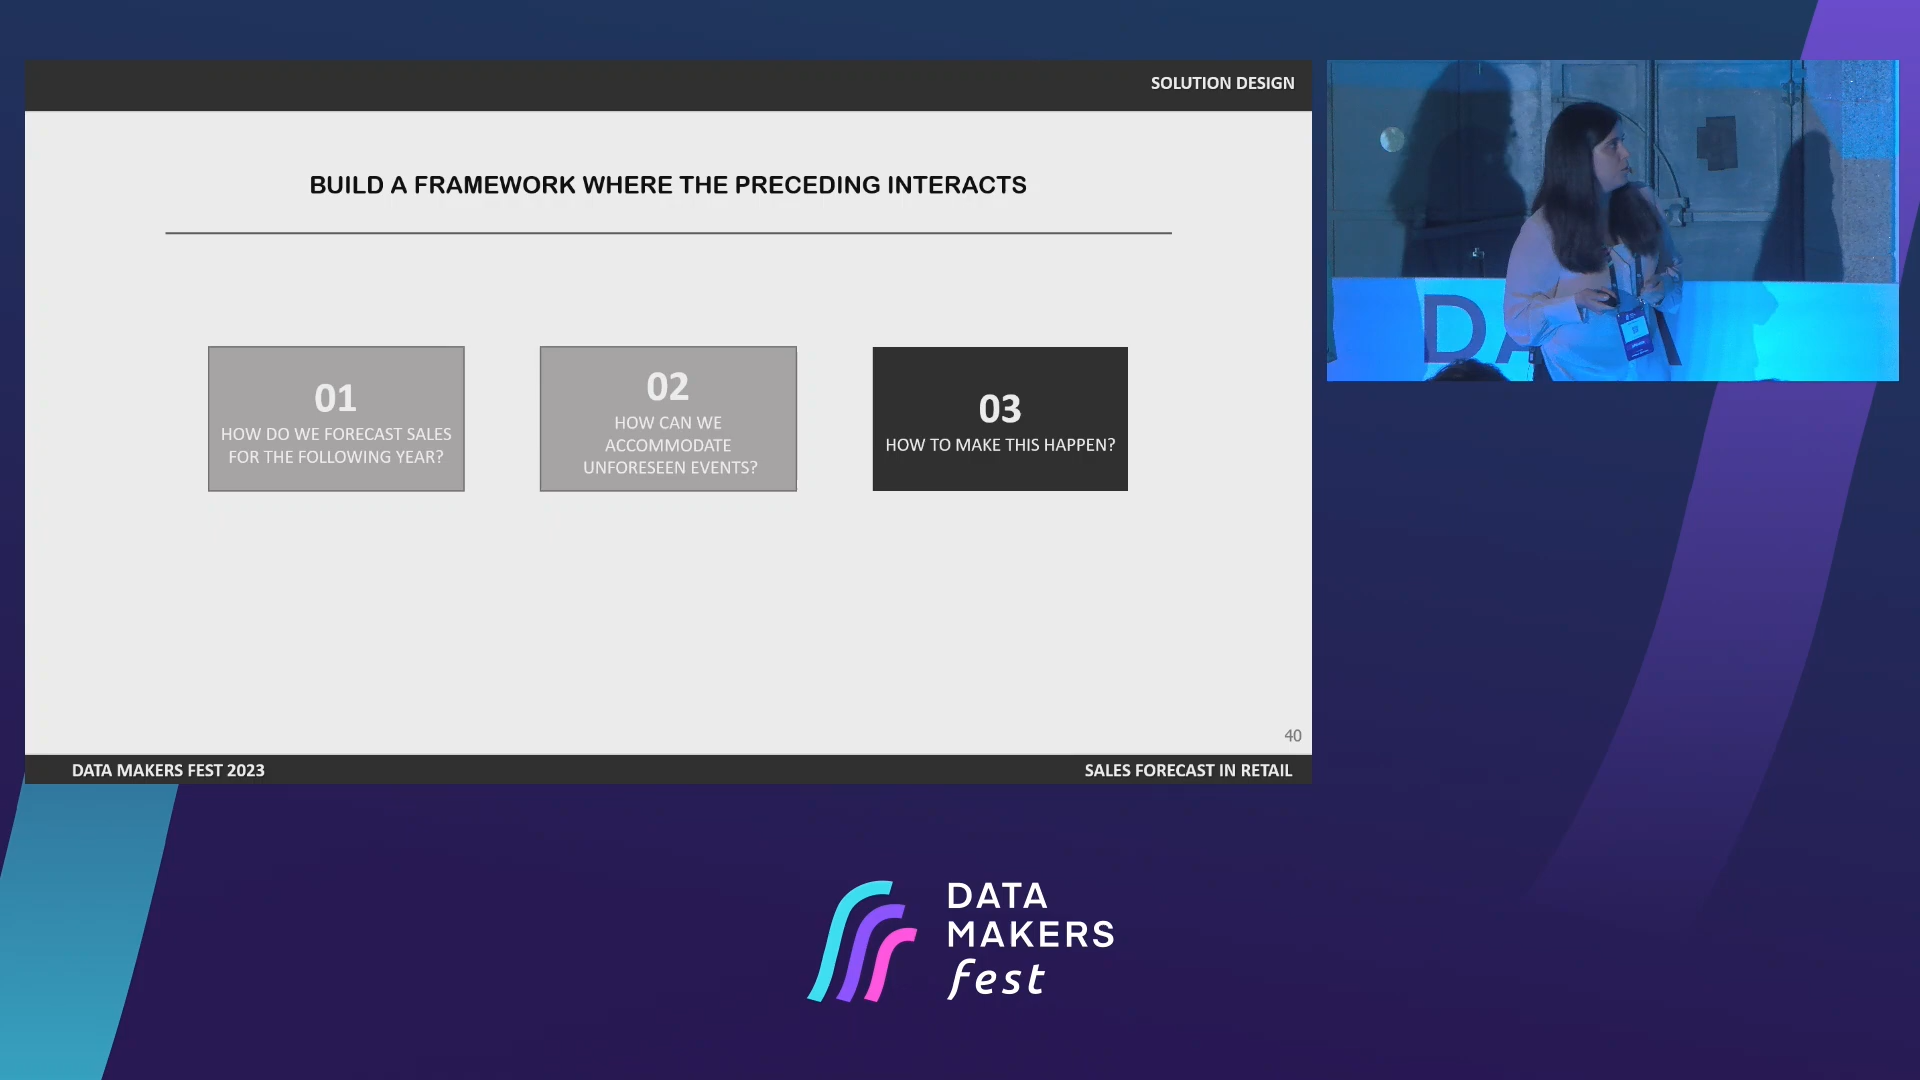 SOLUTION DESIGN
BUILD A FRAMEWORK WHERE THE PRECEDING INTERACTS
01
HOW DO WE FORECAST SALES
FOR THE FOLLOWING YEAR?
02
HOW CAN WE
ACCOMMODATE
UNFORESEEN EVENTS?
03
HOW TO MAKE THIS HAPPEN?
40
DATA MAKERS FEST 2023
SALES FORECAST IN RETAIL
DATA
MAKERS
fest